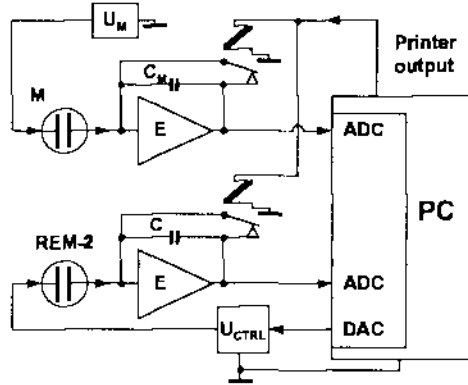 U_M
M
C_M
Printer
output
E
ADC
PC
REM-2
C
E
ADC
DAC
U_CTRL